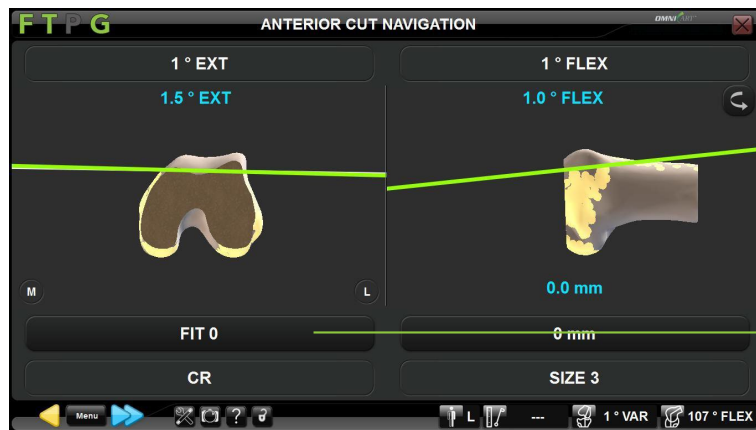 F T P G
ANTERIOR CUT NAVIGATION
OMNI
1 ° EXT
1 ° FLEX
1.5 ° EXT
1.0 ° FLEX
M
L
0.0 mm
FIT 0
0 mm
CR
SIZE 3
Menu
?
L
---
1 ° VAR
107 ° FLEX